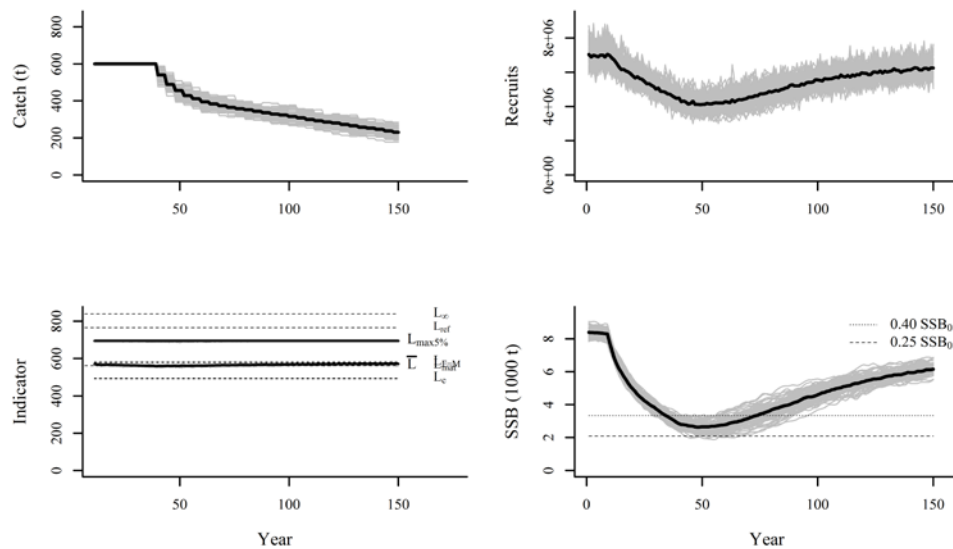 800
600
400
200
0
Catch (t)
50
100
150
8e+06
4e+06
0e+00
Recruits
0
50
100
150
800
600
400
200
0
Indicator
L∞
Lref
Lmax5%
L̅
Lc
50
100
150
Year
8
6
4
2
0
SSB (1000 t)
0.40 SSB0
0.25 SSB0
0
50
100
150
Year